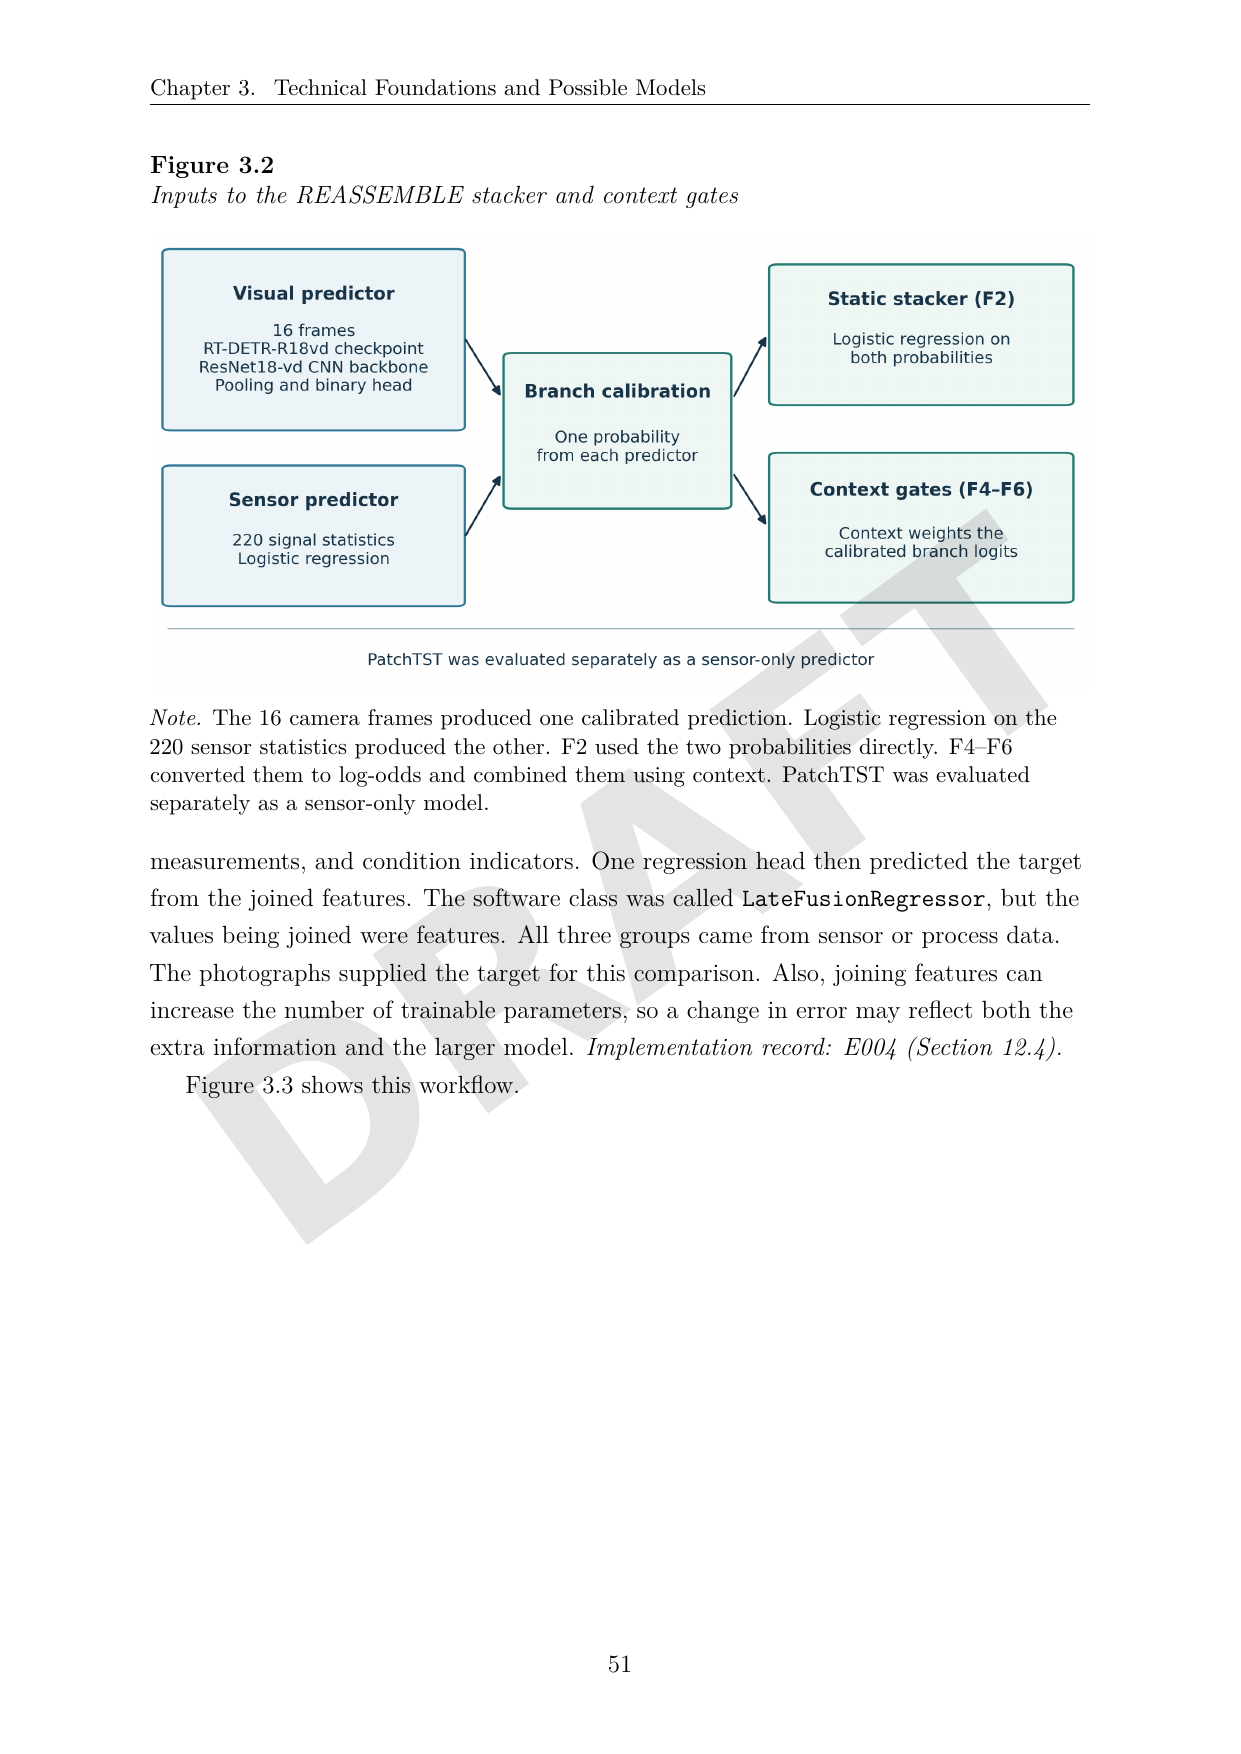 Chapter 3. Technical Foundations and Possible Models
Figure 3.2
Inputs to the REASSEMBLE stacker and context gates
Visual predictor
16 frames
RT-DETR-R18vd checkpoint
ResNet18-vd CNN backbone
Pooling and binary head
Sensor predictor
220 signal statistics
Logistic regression
Branch calibration
One probability
from each predictor
Static stacker (F2)
Logistic regression on
both probabilities
Context gates (F4–F6)
Context weights the
calibrated branch logits
PatchTST was evaluated separately as a sensor-only predictor
Note. The 16 camera frames produced one calibrated prediction. Logistic regression on the
220 sensor statistics produced the other. F2 used the two probabilities directly. F4–F6
converted them to log-odds and combined them using context. PatchTST was evaluated
separately as a sensor-only model.
measurements, and condition indicators. One regression head then predicted the target
from the joined features. The software class was called LateFusionRegressor, but the
values being joined were features. All three groups came from sensor or process data.
The photographs supplied the target for this comparison. Also, joining features can
increase the number of trainable parameters, so a change in error may reflect both the
extra information and the larger model. Implementation record: E004 (Section 12.4).
Figure 3.3 shows this workflow.
DRAFT
51